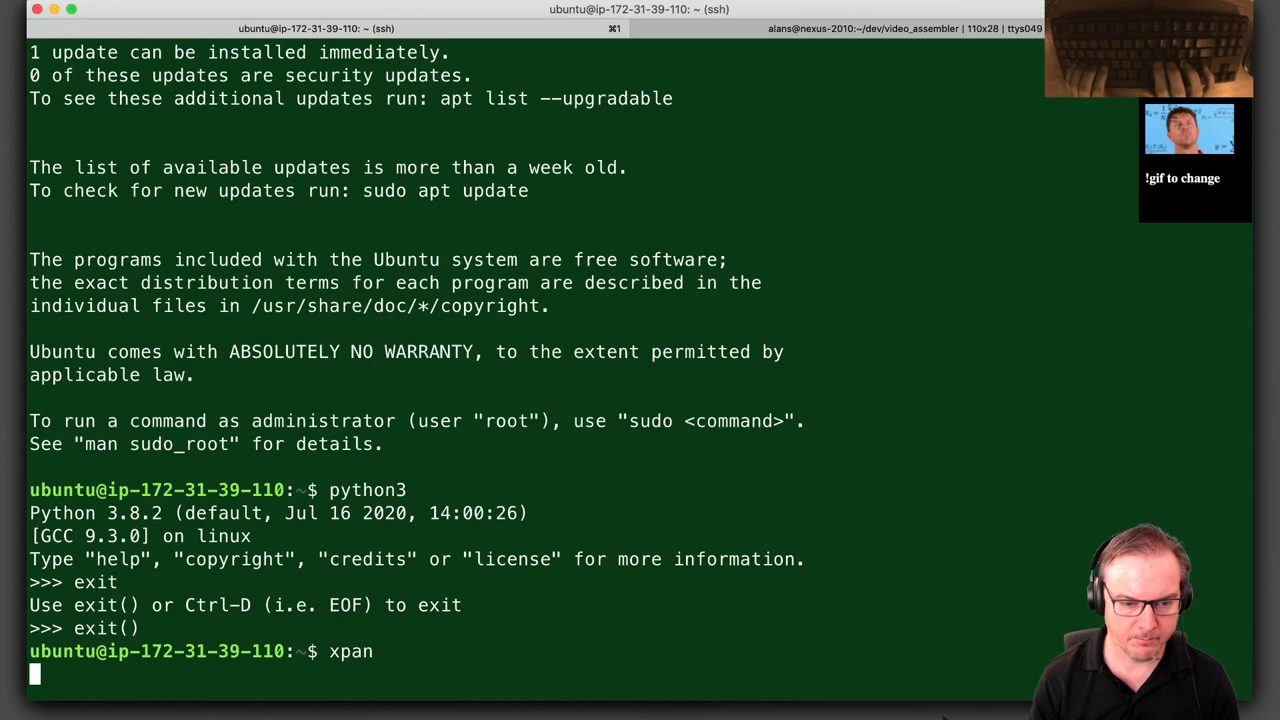 ubuntu@ip-172-31-39-110: ~ (ssh)
ubuntu@ip-172-31-39-110: ~ (ssh) ⌘1 alans@nexus-2010:~/dev/video_assembler | 110x28 | ttys049
1 update can be installed immediately.
0 of these updates are security updates.
To see these additional updates run: apt list --upgradable
The list of available updates is more than a week old.
To check for new updates run: sudo apt update
The programs included with the Ubuntu system are free software;
the exact distribution terms for each program are described in the
individual files in /usr/share/doc/*/copyright.
Ubuntu comes with ABSOLUTELY NO WARRANTY, to the extent permitted by
applicable law.
To run a command as administrator (user "root"), use "sudo <command>".
See "man sudo_root" for details.
ubuntu@ip-172-31-39-110:~$ python3
Python 3.8.2 (default, Jul 16 2020, 14:00:26)
[GCC 9.3.0] on linux
Type "help", "copyright", "credits" or "license" for more information.
>>> exit
Use exit() or Ctrl-D (i.e. EOF) to exit
>>> exit()
ubuntu@ip-172-31-39-110:~$ xpan
!gif to change